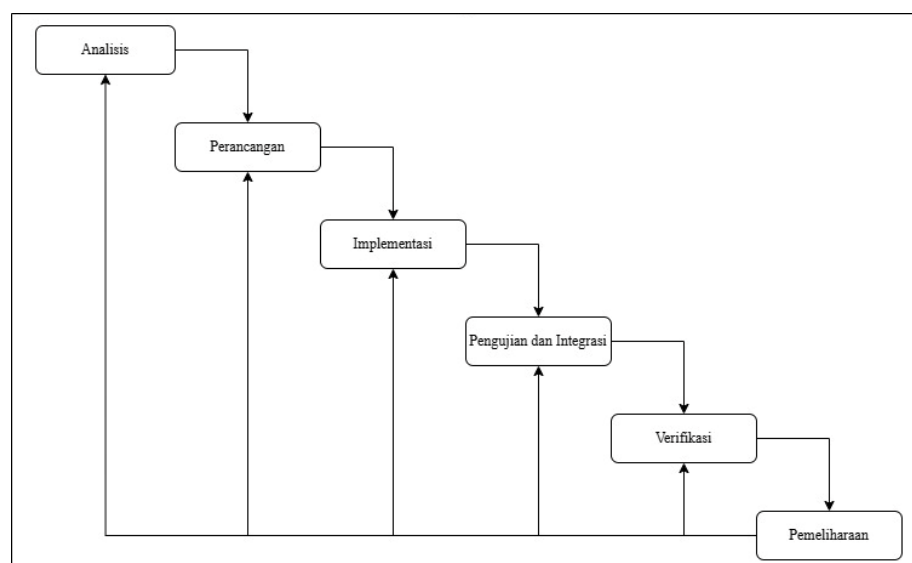 Analisis
Perancangan
Implementasi
Pengujian dan Integrasi
Verifikasi
Pemeliharaan